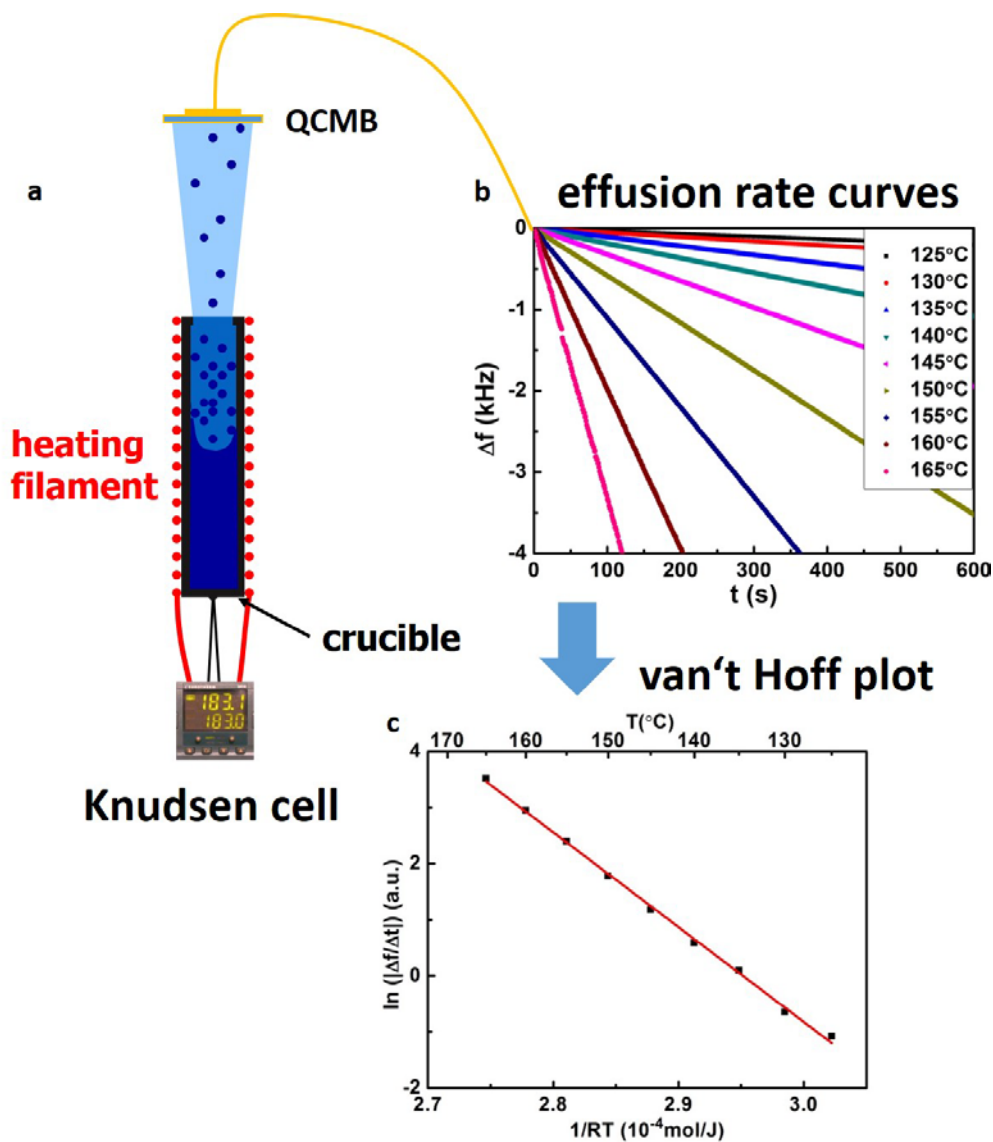 QCMB
a
heating
filament
crucible
183.1
183.0
Knudsen cell
b
effusion rate curves
0
-1
-2
-3
-4
Δf (kHz)
125°C
130°C
135°C
140°C
145°C
150°C
155°C
160°C
165°C
0 100 200 300 400 500 600
t (s)
van‘t Hoff plot
c
T(°C)
170 160 150 140 130
4
2
0
-2
ln (|Δf/Δt|) (a.u.)
2.7 2.8 2.9 3.0
1/RT (10⁻⁴mol/J)